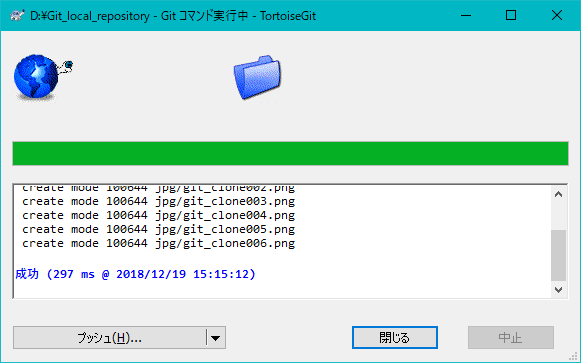 D:¥Git_local_repository - Git コマンド実行中 - TortoiseGit
create mode 100644 jpg/git_clone002.png
create mode 100644 jpg/git_clone003.png
create mode 100644 jpg/git_clone004.png
create mode 100644 jpg/git_clone005.png
create mode 100644 jpg/git_clone006.png
成功 (297 ms @ 2018/12/19 15:15:12)
プッシュ(H)... 閉じる 中止